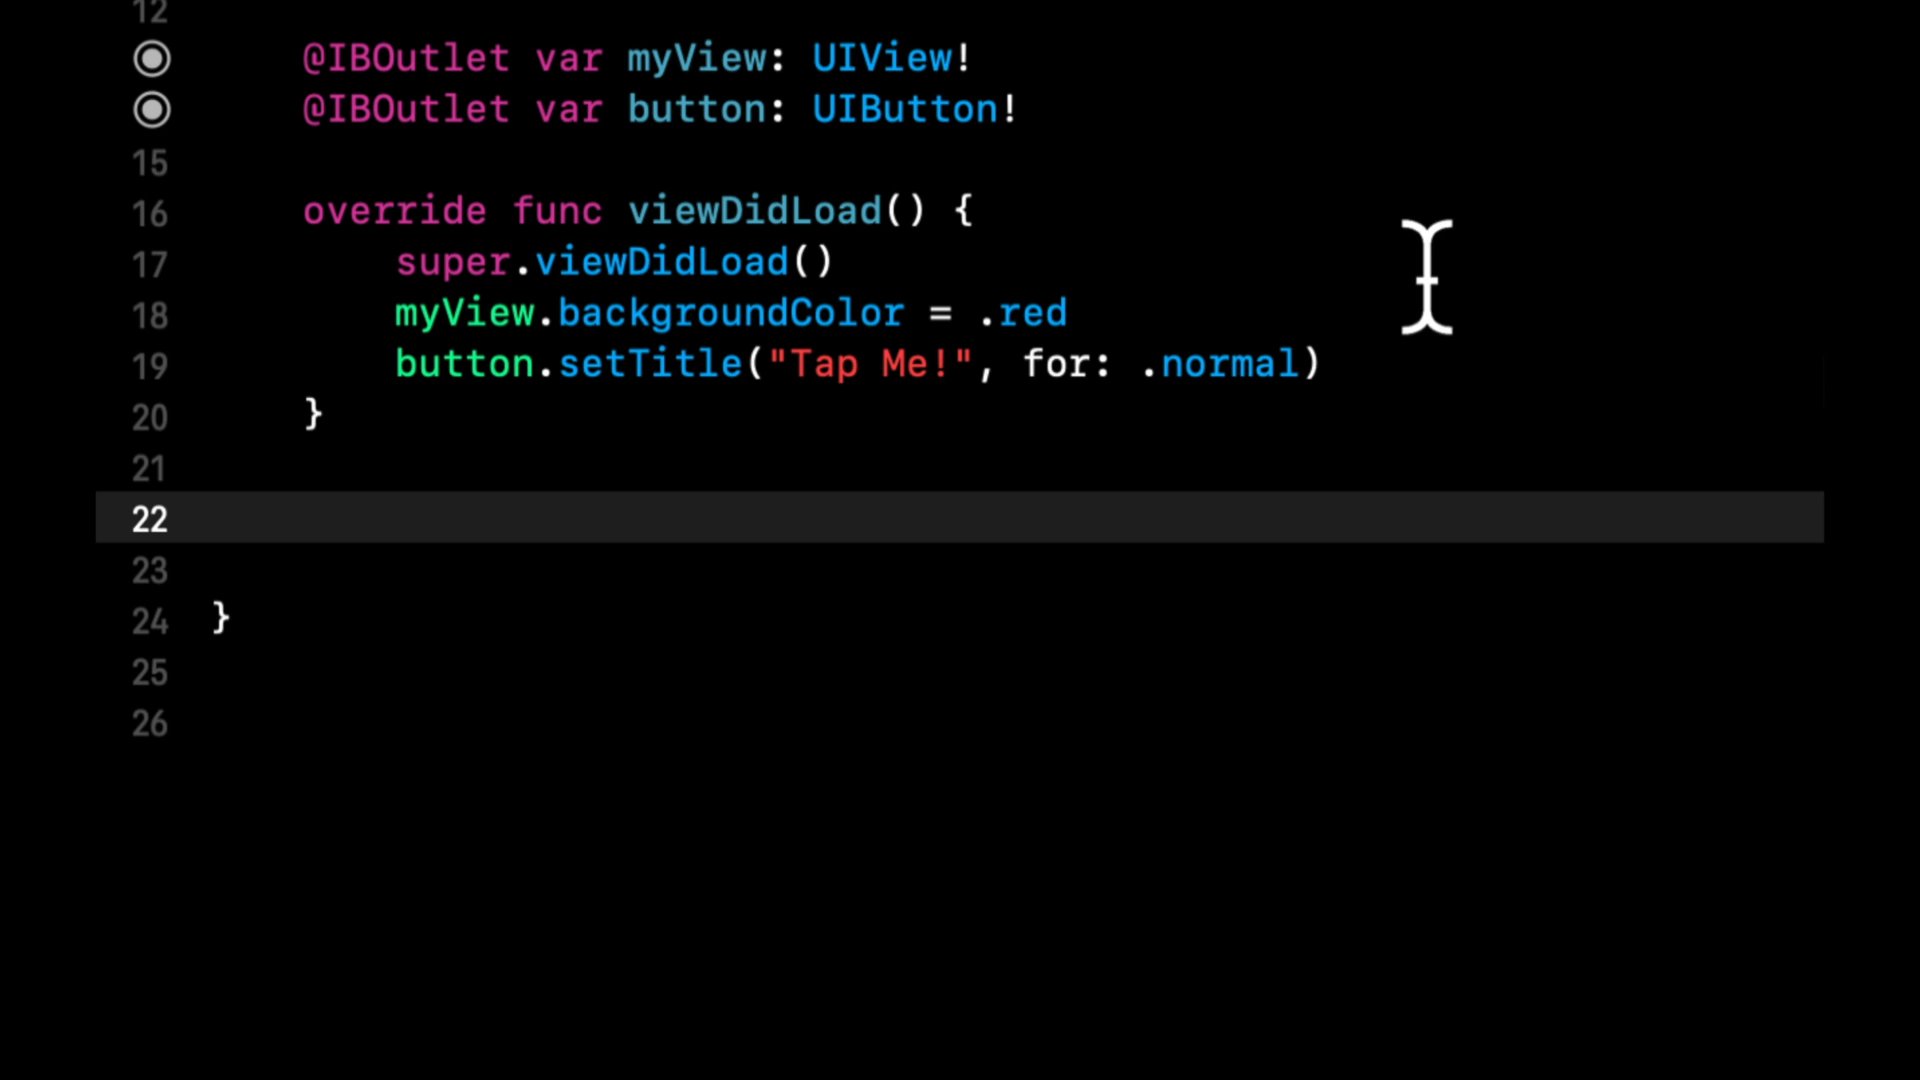 12
@IBOutlet var myView: UIView!
@IBOutlet var button: UIButton!
15
16 override func viewDidLoad() {
17 super.viewDidLoad()
18 myView.backgroundColor = .red
19 button.setTitle("Tap Me!", for: .normal)
20 }
21
22
23
24 }
25
26